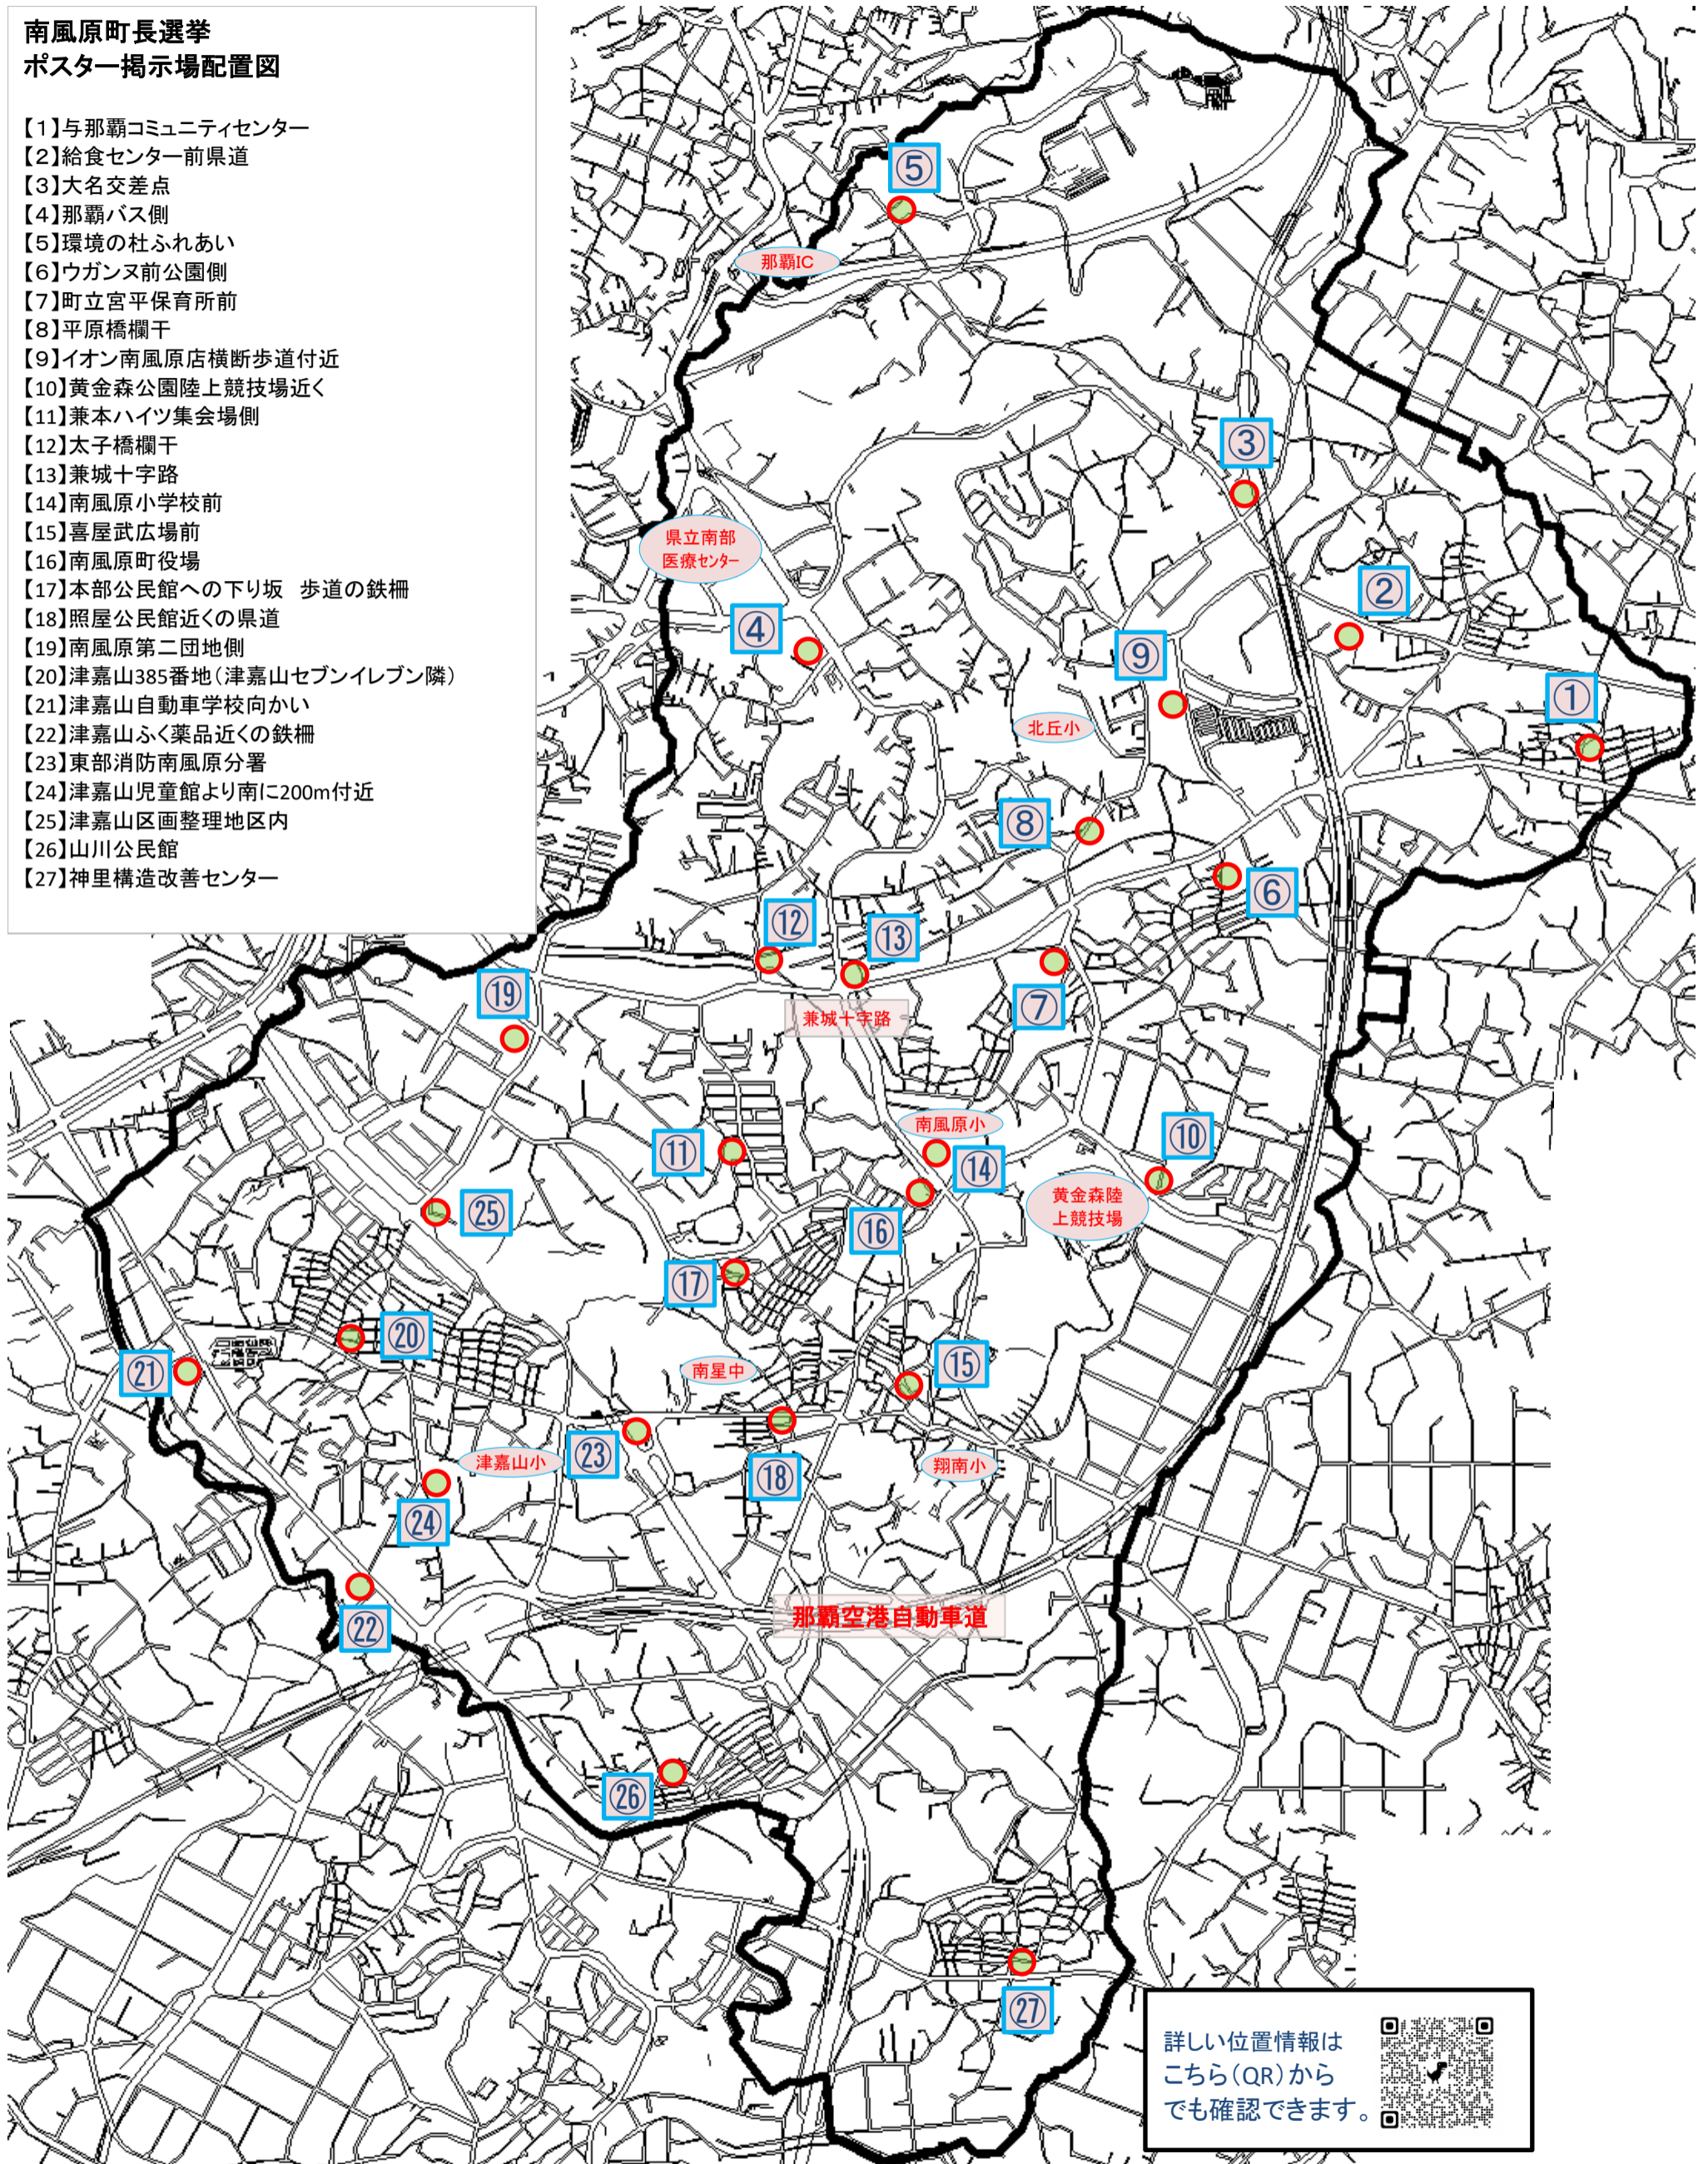 南風原町長選挙
ポスター掲示場配置図
【1】与那覇コミュニティセンター
【2】給食センター前県道
【3】大名交差点
【4】那覇バス側
【5】環境の杜ふれあい
【6】ウガンヌ前公園側
【7】町立宮平保育所前
【8】平原橋欄干
【9】イオン南風原店横断歩道付近
【10】黄金森公園陸上競技場近く
【11】兼本ハイツ集会場側
【12】太子橋欄干
【13】兼城十字路
【14】南風原小学校前
【15】喜屋武広場前
【16】南風原町役場
【17】本部公民館への下り坂　歩道の鉄柵
【18】照屋公民館近くの県道
【19】南風原第二団地側
【20】津嘉山385番地(津嘉山セブンイレブン隣)
【21】津嘉山自動車学校向かい
【22】津嘉山ふく薬品近くの鉄柵
【23】東部消防南風原分署
【24】津嘉山児童館より南に200m付近
【25】津嘉山区画整理地区内
【26】山川公民館
【27】神里構造改善センター
⑤
那覇IC
③
県立南部
医療センター
②
④
⑨
①
北丘小
⑧
⑥
⑫
⑬
⑲
⑦
兼城十字路
南風原小
⑩
⑪
⑭
黄金森陸
上競技場
㉕
⑯
⑰
⑳
㉑
南星中
⑮
㉓
津嘉山小
翔南小
⑱
㉔
那覇空港自動車道
㉒
㉖
㉗
詳しい位置情報は
こちら(QR)から
でも確認できます。